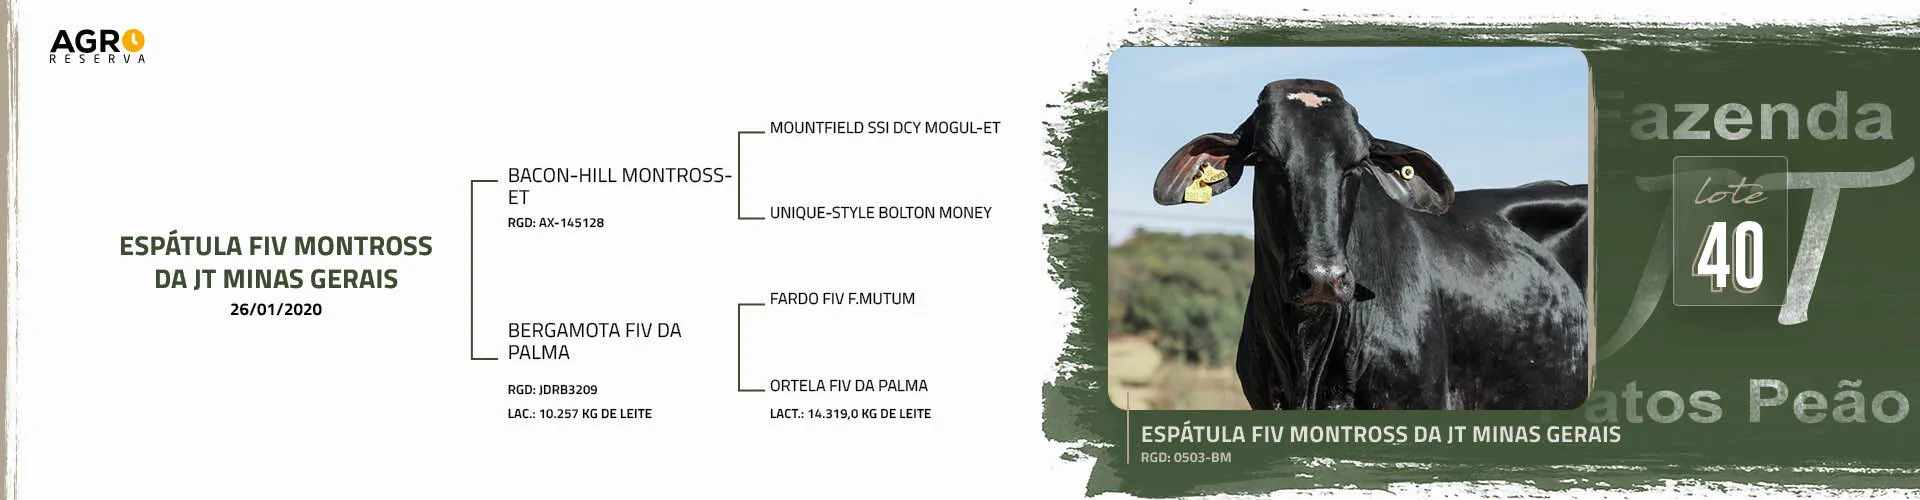 AGRO
RESERVA
ESPÁTULA FIV MONTROSS
DA JT MINAS GERAIS
26/01/2020
BACON-HILL MONTROSS-
ET
RGD: AX-145128
BERGAMOTA FIV DA
PALMA
RGD: JDRB3209
LAC.: 10.257 KG DE LEITE
MOUNTFIELD SSI DCY MOGUL-ET
UNIQUE-STYLE BOLTON MONEY
FARDO FIV F.MUTUM
ORTELA FIV DA PALMA
LACT.: 14.319,0 KG DE LEITE
Fazenda
JT
lote
40
Patos Peão
ESPÁTULA FIV MONTROSS DA JT MINAS GERAIS
RGD: 0503-BM